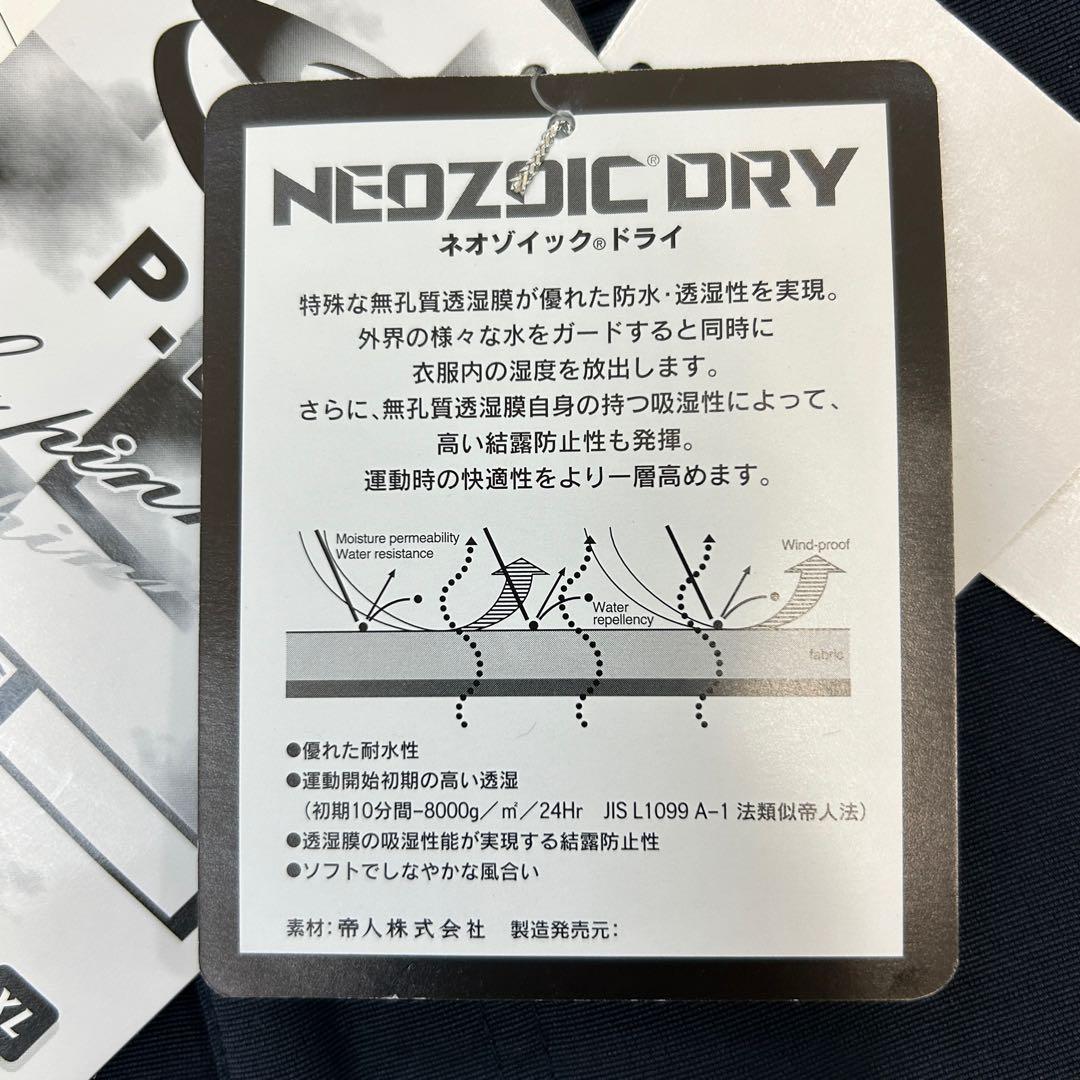 NEOZOIC® DRY
ネオゾイック®ドライ
特殊な無孔質透湿膜が優れた防水・透湿性を実現。
外界の様々な水をガードすると同時に
衣服内の湿度を放出します。
さらに、無孔質透湿膜自身の持つ吸湿性によって、
高い結露防止性も発揮。
運動時の快適性をより一層高めます。
Moisture permeability
Water resistance
Wind-proof
Water
repellency
fabric
●優れた耐水性
●運動開始初期の高い透湿
（初期10分間-8000g／㎡／24Hr　JIS L1099 A-1 法類似帝人法）
●透湿膜の吸湿性能が実現する結露防止性
●ソフトでしなやかな風合い
素材：帝人株式会社　製造発売元：
P.
XL